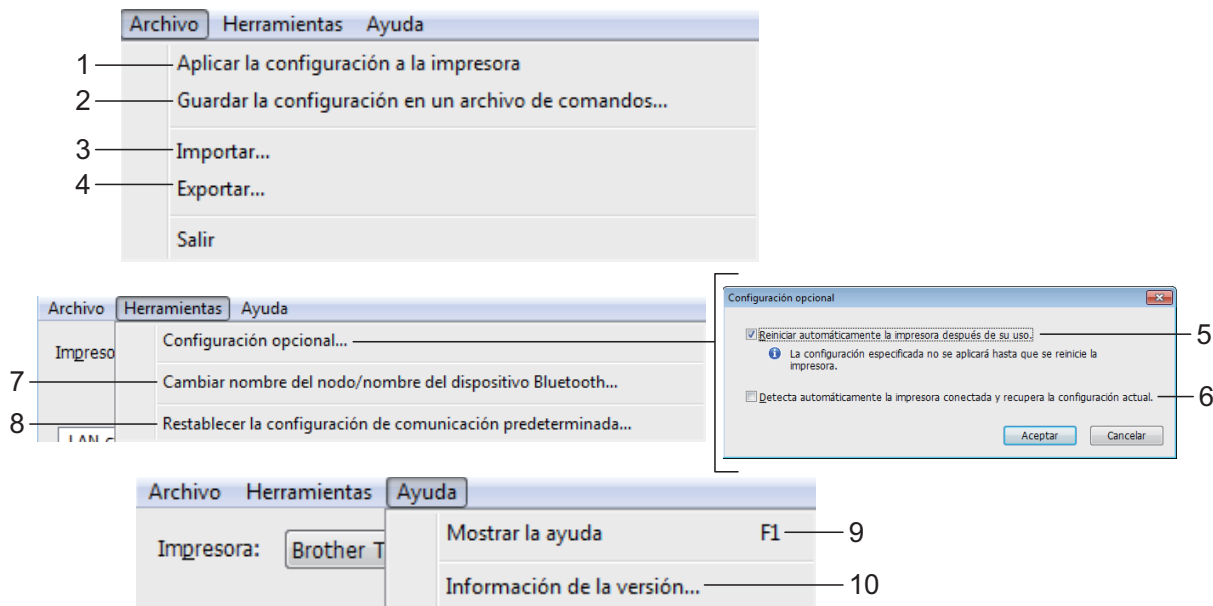 Archivo Herramientas Ayuda
1 Aplicar la configuración a la impresora
2 Guardar la configuración en un archivo de comandos...
3 Importar...
4 Exportar...
Salir
Archivo Herramientas Ayuda
Impreso
Configuración opcional...
7 Cambiar nombre del nodo/nombre del dispositivo Bluetooth...
8 Restablecer la configuración de comunicación predeterminada...
Configuración opcional
Reiniciar automáticamente la impresora después de su uso. 5
La configuración especificada no se aplicará hasta que se reinicie la
impresora.
Detecta automáticamente la impresora conectada y recupera la configuración actual. 6
Aceptar Cancelar
Archivo Herramientas Ayuda
Impresora: Brother T
Mostrar la ayuda F1 9
Información de la versión... 10